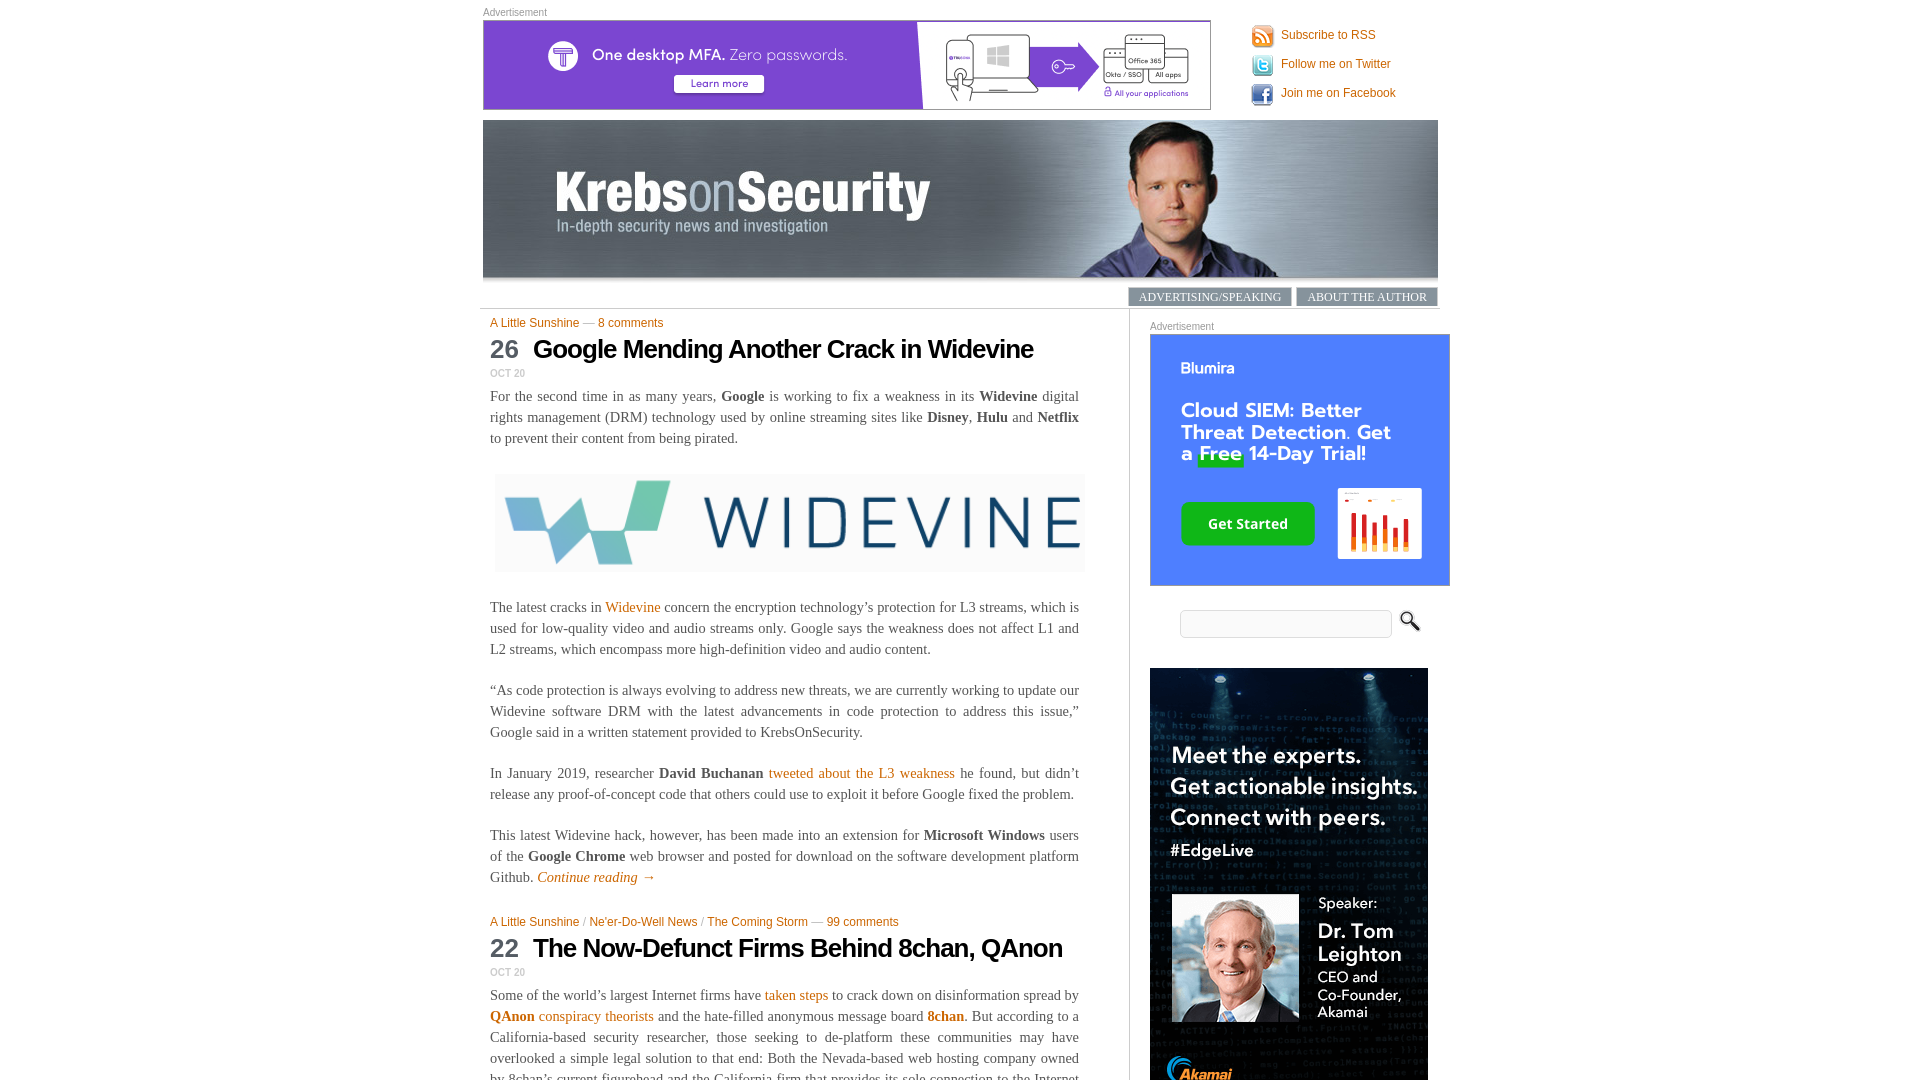 Advertisement
One desktop MFA. Zero passwords.
Learn more
Office 365
Okta / SSO
All apps
All your applications
Subscribe to RSS
Follow me on Twitter
Join me on Facebook
KrebsonSecurity
In-depth security news and investigation
ADVERTISING/SPEAKING
ABOUT THE AUTHOR
A Little Sunshine — 8 comments
26 Google Mending Another Crack in Widevine
OCT 20
For the second time in as many years, Google is working to fix a weakness in its Widevine digital
rights management (DRM) technology used by online streaming sites like Disney, Hulu and Netflix
to prevent their content from being pirated.
WIDEVINE
The latest cracks in Widevine concern the encryption technology’s protection for L3 streams, which is
used for low-quality video and audio streams only. Google says the weakness does not affect L1 and
L2 streams, which encompass more high-definition video and audio content.
“As code protection is always evolving to address new threats, we are currently working to update our
Widevine software DRM with the latest advancements in code protection to address this issue,”
Google said in a written statement provided to KrebsOnSecurity.
In January 2019, researcher David Buchanan tweeted about the L3 weakness he found, but didn’t
release any proof-of-concept code that others could use to exploit it before Google fixed the problem.
This latest Widevine hack, however, has been made into an extension for Microsoft Windows users
of the Google Chrome web browser and posted for download on the software development platform
Github. Continue reading →
A Little Sunshine / Ne'er-Do-Well News / The Coming Storm — 99 comments
22 The Now-Defunct Firms Behind 8chan, QAnon
OCT 20
Some of the world’s largest Internet firms have taken steps to crack down on disinformation spread by
QAnon conspiracy theorists and the hate-filled anonymous message board 8chan. But according to a
California-based security researcher, those seeking to de-platform these communities may have
overlooked a simple legal solution to that end: Both the Nevada-based web hosting company owned
by 8chan’s current figurehead and the California firm that provides its sole connection to the Internet
Advertisement
Blumira
Cloud SIEM: Better
Threat Detection. Get
a Free 14-Day Trial!
Get Started
Meet the experts.
Get actionable insights.
Connect with peers.
#EdgeLive
Speaker:
Dr. Tom
Leighton
CEO and
Co-Founder,
Akamai
Akamai